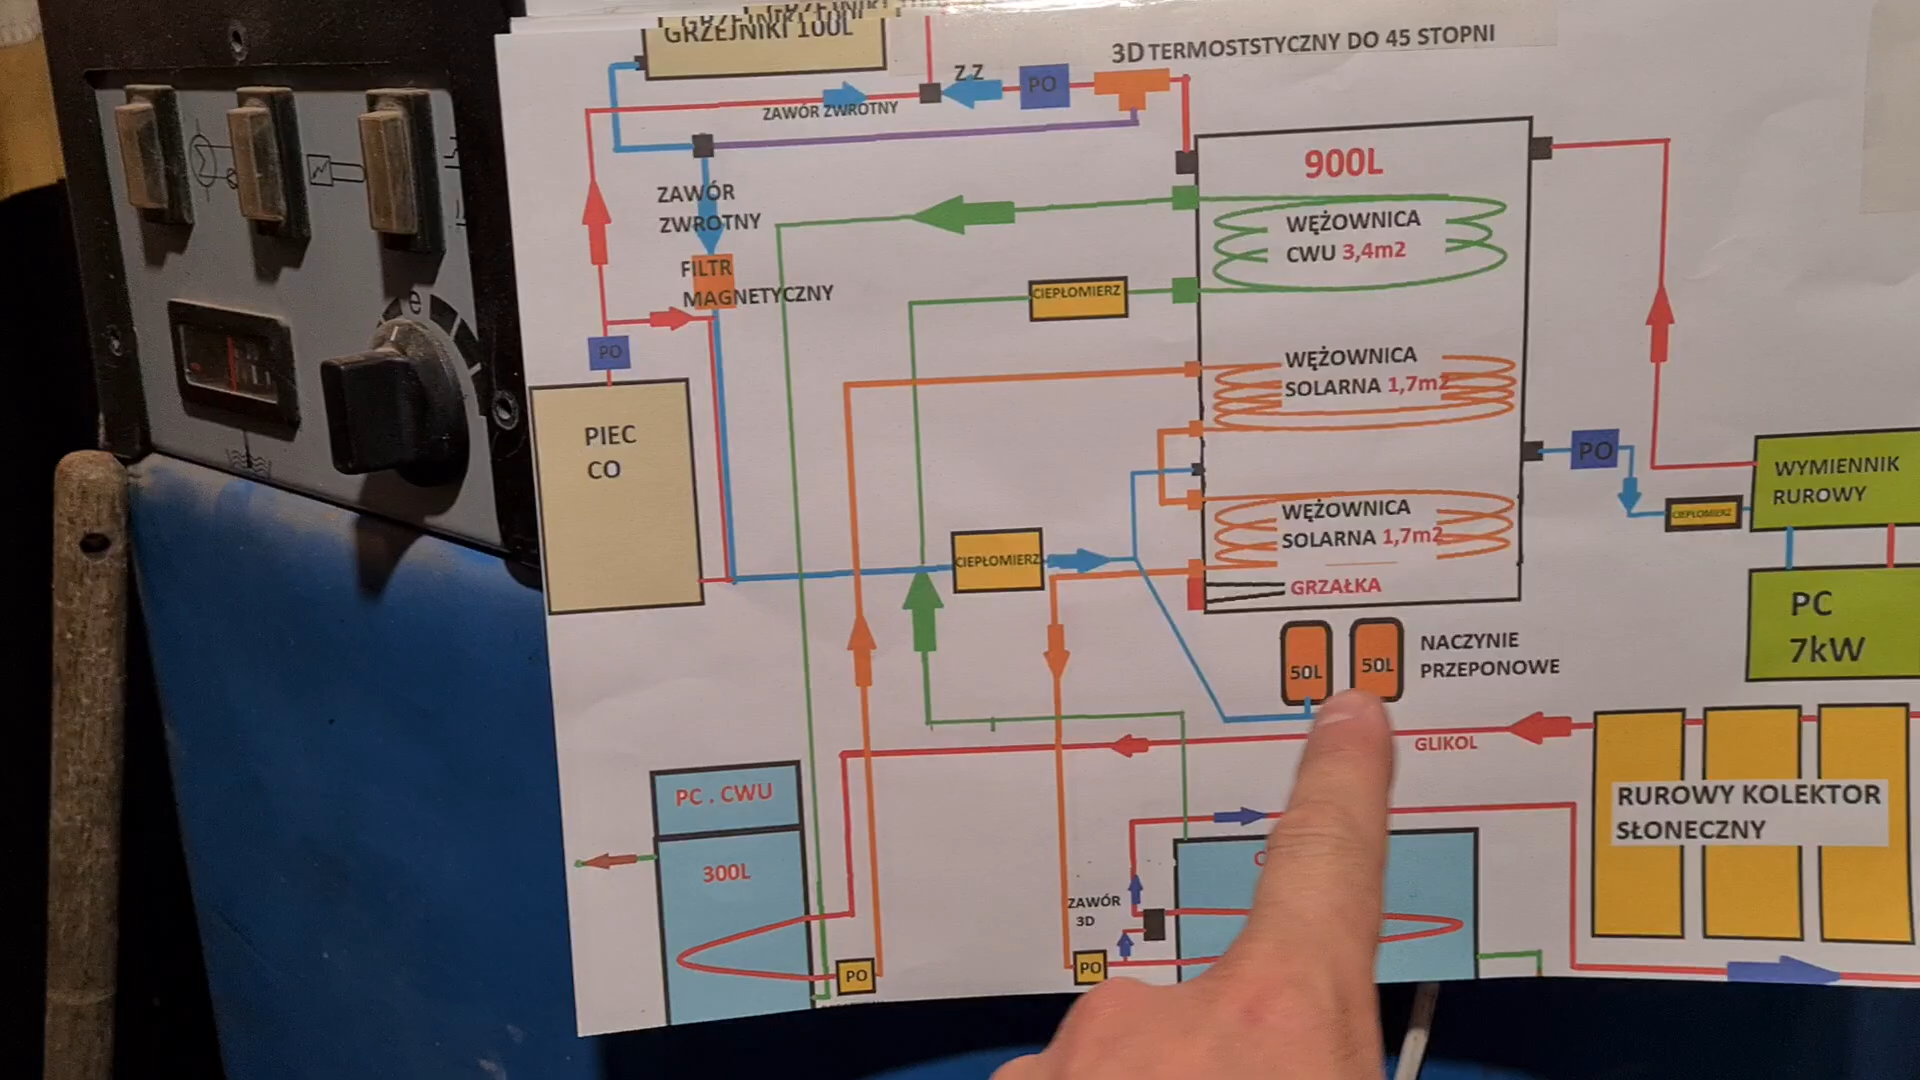 GRZEJNIKI 100L
3D TERMOSTSTYCZNY DO 45 STOPNI
Z Z
PO
ZAWÓR ZWROTNY
900L
ZAWÓR
ZWROTNY
WĘŻOWNICA
CWU 3,4m2
FILTR
MAGNETYCZNY
CIEPŁOMIERZ
PO
WĘŻOWNICA
SOLARNA 1,7m2
PIEC
CO
PO
WYMIENNIK
RUROWY
CIEPŁOMIERZ
WĘŻOWNICA
SOLARNA 1,7m2
CIEPŁOMIERZ
GRZAŁKA
PC
7kW
50L
50L
NACZYNIE
PRZEPONOWE
GLIKOL
PC . CWU
300L
RUROWY KOLEKTOR
SŁONECZNY
ZAWÓR
3D
PO
PO